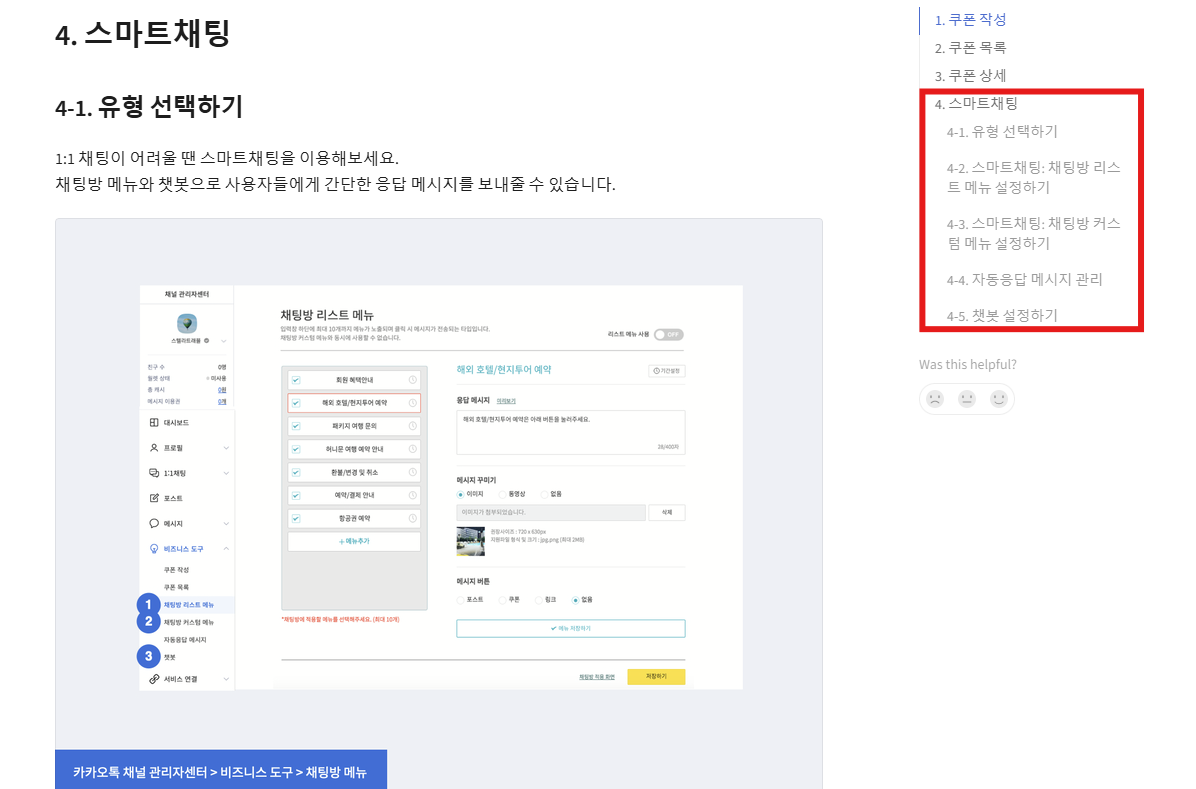 4. 스마트채팅
4-1. 유형 선택하기
1:1 채팅이 어려울 땐 스마트채팅을 이용해보세요.
채팅방 메뉴와 챗봇으로 사용자들에게 간단한 응답 메시지를 보내줄 수 있습니다.
채널 관리자센터
스텔라트래블
친구 수 0명
월렛 상태 미사용
총 캐시 0원
메시지 이용권 0개
대시보드
프로필
1:1채팅
포스트
메시지
비즈니스 도구
쿠폰 작성
쿠폰 목록
1 채팅방 리스트 메뉴
2 채팅방 커스텀 메뉴
자동응답 메시지
3 챗봇
서비스 연결
채팅방 리스트 메뉴
입력창 하단에 최대 10개까지 메뉴가 노출되며 클릭 시 메시지가 전송되는 타입입니다.
채팅방 커스텀 메뉴와 동시에 사용할 수 없습니다.
리스트 메뉴 사용 OFF
회원 혜택안내
해외 호텔/현지투어 예약
패키지 여행 문의
허니문 여행 예약 안내
환불/변경 및 취소
예약/결제 안내
항공권 예약
+ 메뉴추가
*채팅방에 적용할 메뉴를 선택해주세요. (최대 10개)
해외 호텔/현지투어 예약
기간설정
응답 메시지 미리보기
해외 호텔/현지투어 예약은 아래 버튼을 눌러주세요.
28/400자
메시지 꾸미기
이미지 동영상 없음
이미지가 첨부되었습니다. 삭제
권장사이즈 : 720 x 630px
지원파일 형식 및 크기 : jpg,png (최대 2MB)
메시지 버튼
포스트 쿠폰 링크 없음
메뉴 저장하기
채팅방 적용 화면 저장하기
카카오톡 채널 관리자센터 > 비즈니스 도구 > 채팅방 메뉴
1. 쿠폰 작성
2. 쿠폰 목록
3. 쿠폰 상세
4. 스마트채팅
4-1. 유형 선택하기
4-2. 스마트채팅: 채팅방 리스
트 메뉴 설정하기
4-3. 스마트채팅: 채팅방 커스
텀 메뉴 설정하기
4-4. 자동응답 메시지 관리
4-5. 챗봇 설정하기
Was this helpful?